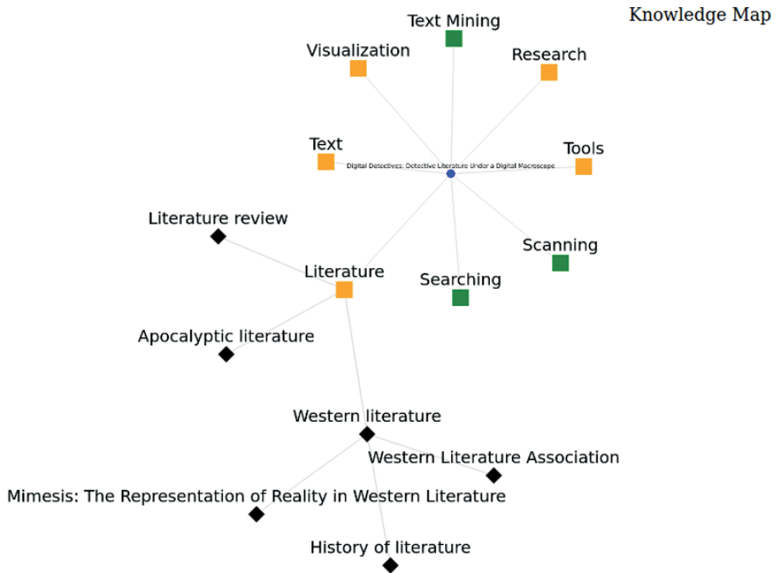 Knowledge Map
Text Mining
Visualization
Research
Text
Digital Detectives: Detective Literature Under a Digital Macroscope
Tools
Literature review
Scanning
Literature
Searching
Apocalyptic literature
Western literature
Western Literature Association
Mimesis: The Representation of Reality in Western Literature
History of literature